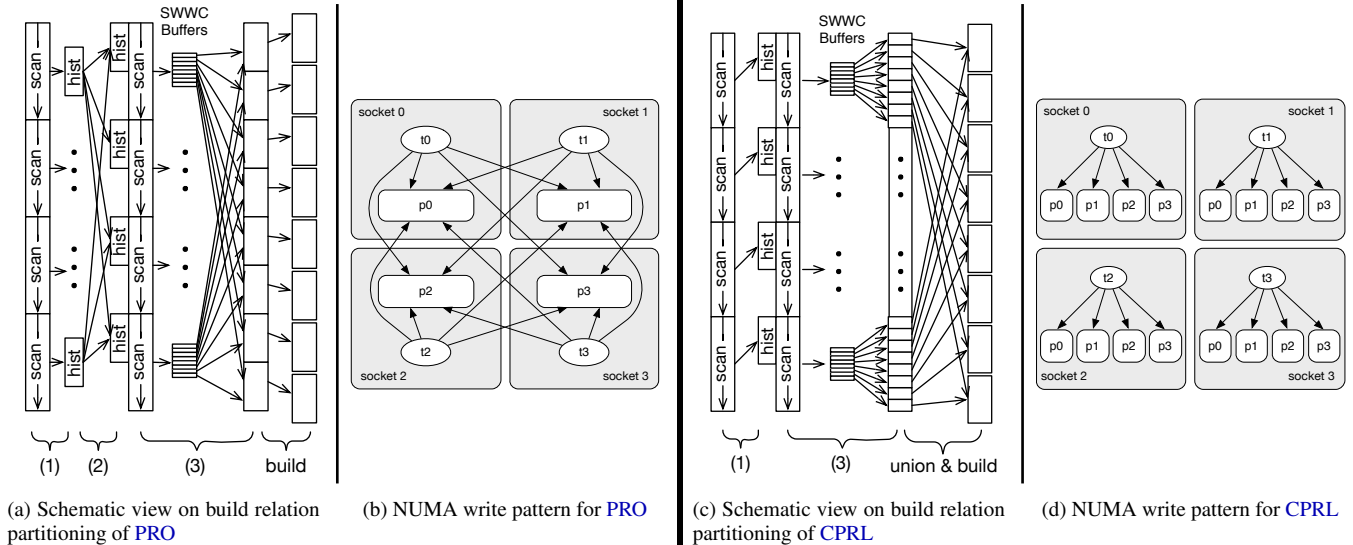 SWWC
Buffers
scan
scan
scan
scan
hist
hist
hist
hist
hist
hist
scan
scan
scan
scan
(1)
(2)
(3)
build
socket 0
socket 1
t0
t1
p0
p1
p2
p3
t2
t3
socket 2
socket 3
SWWC
Buffers
scan
scan
scan
scan
hist
hist
hist
hist
scan
scan
scan
scan
(1)
(3)
union & build
socket 0
t0
p0 p1 p2 p3
socket 1
t1
p0 p1 p2 p3
t2
p0 p1 p2 p3
socket 2
t3
p0 p1 p2 p3
socket 3
(a) Schematic view on build relation
partitioning of PRO
(b) NUMA write pattern for PRO
(c) Schematic view on build relation
partitioning of CPRL
(d) NUMA write pattern for CPRL